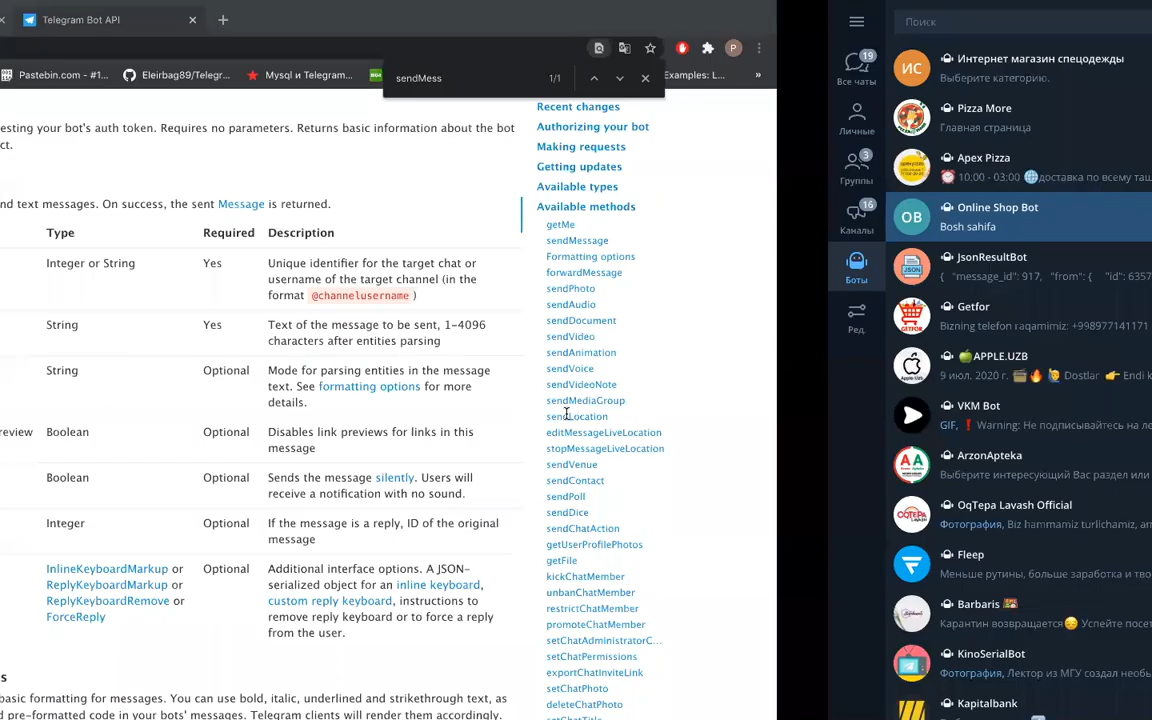 Telegram Bot API
Pastebin.com - #1...
Eleirbag89/Telegr...
Mysql и Telegram...
Examples: L...
»
sendMess
1/1
esting your bot's auth token. Requires no parameters. Returns basic information about the bot
ct.
nd text messages. On success, the sent Message is returned.
Type Required Description
Integer or String Yes Unique identifier for the target chat or
username of the target channel (in the
format @channelusername )
String Yes Text of the message to be sent, 1-4096
characters after entities parsing
String Optional Mode for parsing entities in the message
text. See formatting options for more
details.
review Boolean Optional Disables link previews for links in this
message
Boolean Optional Sends the message silently. Users will
receive a notification with no sound.
Integer Optional If the message is a reply, ID of the original
message
InlineKeyboardMarkup or Optional Additional interface options. A JSON-
ReplyKeyboardMarkup or serialized object for an inline keyboard,
ReplyKeyboardRemove or custom reply keyboard, instructions to
ForceReply remove reply keyboard or to force a reply
from the user.
s
basic formatting for messages. You can use bold, italic, underlined and strikethrough text, as
d pre-formatted code in your bots' messages. Telegram clients will render them accordingly.
Recent changes
Authorizing your bot
Making requests
Getting updates
Available types
Available methods
getMe
sendMessage
Formatting options
forwardMessage
sendPhoto
sendAudio
sendDocument
sendVideo
sendAnimation
sendVoice
sendVideoNote
sendMediaGroup
sendLocation
editMessageLiveLocation
stopMessageLiveLocation
sendVenue
sendContact
sendPoll
sendDice
sendChatAction
getUserProfilePhotos
getFile
kickChatMember
unbanChatMember
restrictChatMember
promoteChatMember
setChatAdministratorC...
setChatPermissions
exportChatInviteLink
setChatPhoto
deleteChatPhoto
setChatTitle
Поиск
19
Все чаты
Личные
3
Группы
16
Каналы
Боты
Ред.
ИС
Интернет магазин спецодежды
Выберите категорию.
Pizza More
Главная страница
Apex Pizza
10:00 - 03:00 доставка по всему таш
OB
Online Shop Bot
Bosh sahifa
JSON
JsonResultBot
{ "message_id": 917, "from": { "id": 6357
GETFOR
Getfor
Bizning telefon raqamimiz: +998977141171
Apple-Uzb
APPLE.UZB
9 июл. 2020 г. Dostlar Endi k
VKM Bot
GIF, Warning: Не подписывайтесь на ле
ArzonApteka
Выберите интересующий Вас раздел или
OQTEPA
OqTepa Lavash Official
Фотография, Biz hammamiz turlichamiz, am
Fleep
Меньше рутины, больше заработка и тво
Barbaris
Карантин возвращается Успейте посет
KinoSerialBot
Фотография, Лектор из МГУ создал необы
Kapitalbank